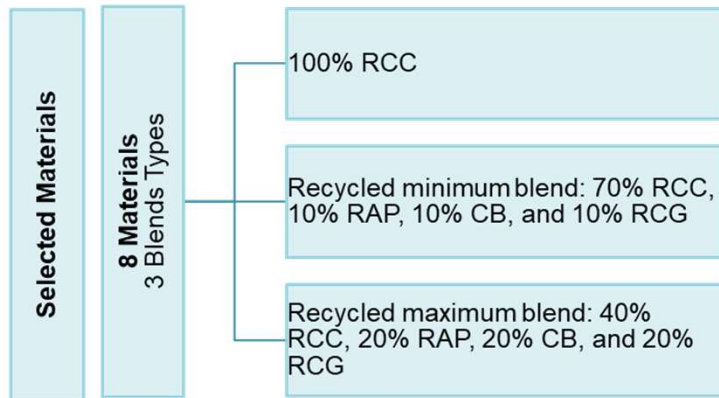 Selected Materials
8 Materials
3 Blends Types
100% RCC
Recycled minimum blend: 70% RCC,
10% RAP, 10% CB, and 10% RCG
Recycled maximum blend: 40%
RCC, 20% RAP, 20% CB, and 20%
RCG